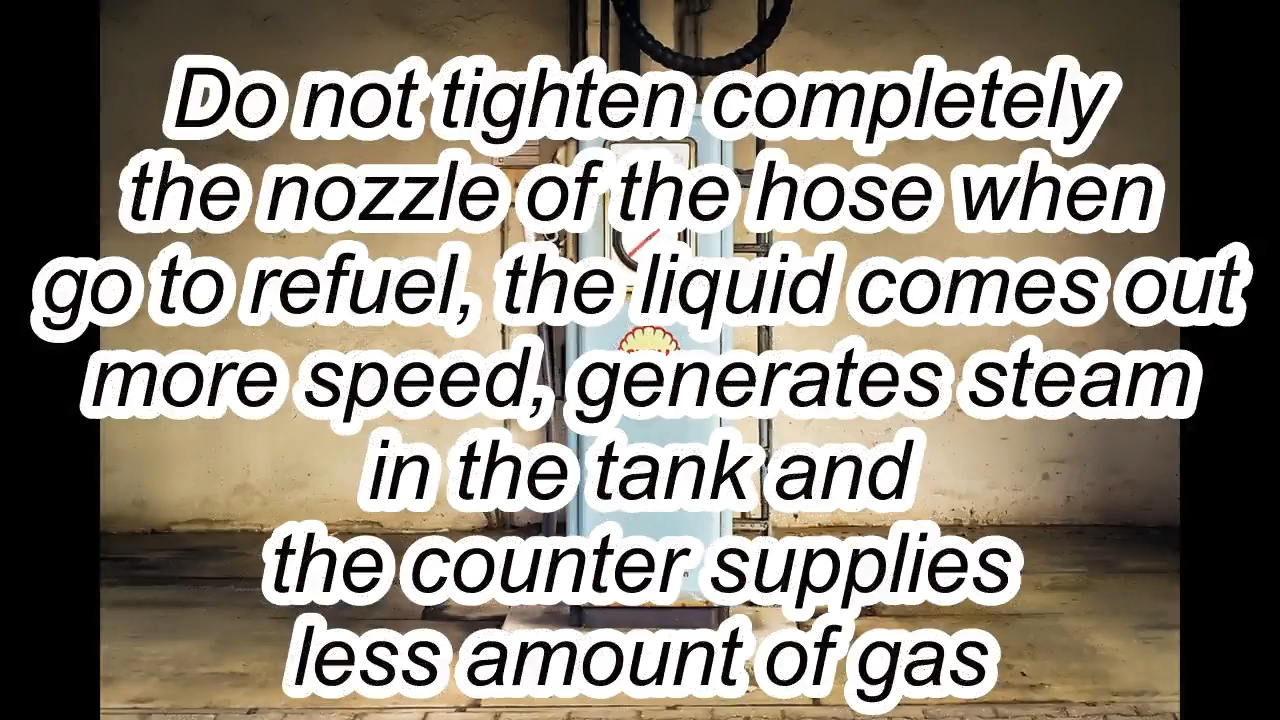 Do not tighten completely
the nozzle of the hose when
go to refuel, the liquid comes out
more speed, generates steam
in the tank and
the counter supplies
less amount of gas